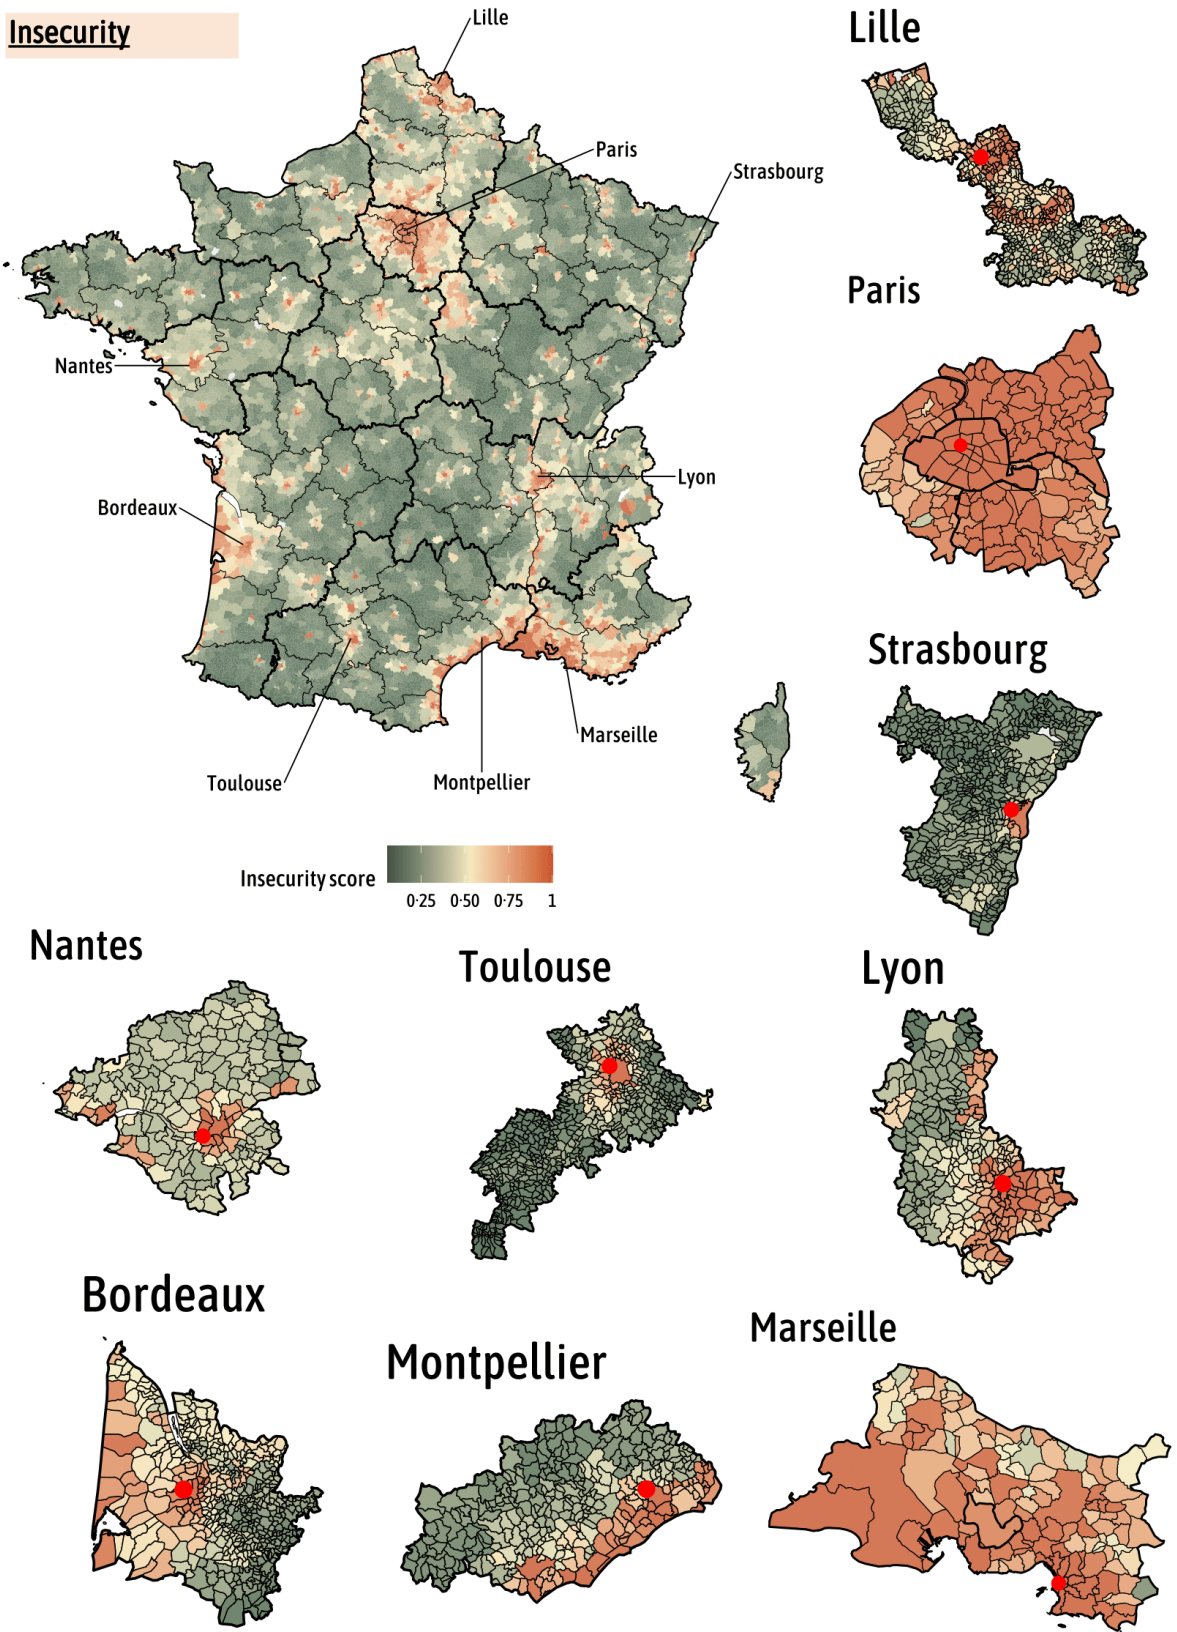 Insecurity
Lille
Paris
Strasbourg
Nantes
Bordeaux
Lyon
Toulouse
Montpellier
Marseille
Insecurity score
0·25 0·50 0·75 1
Lille
Paris
Strasbourg
Nantes
Toulouse
Lyon
Bordeaux
Montpellier
Marseille